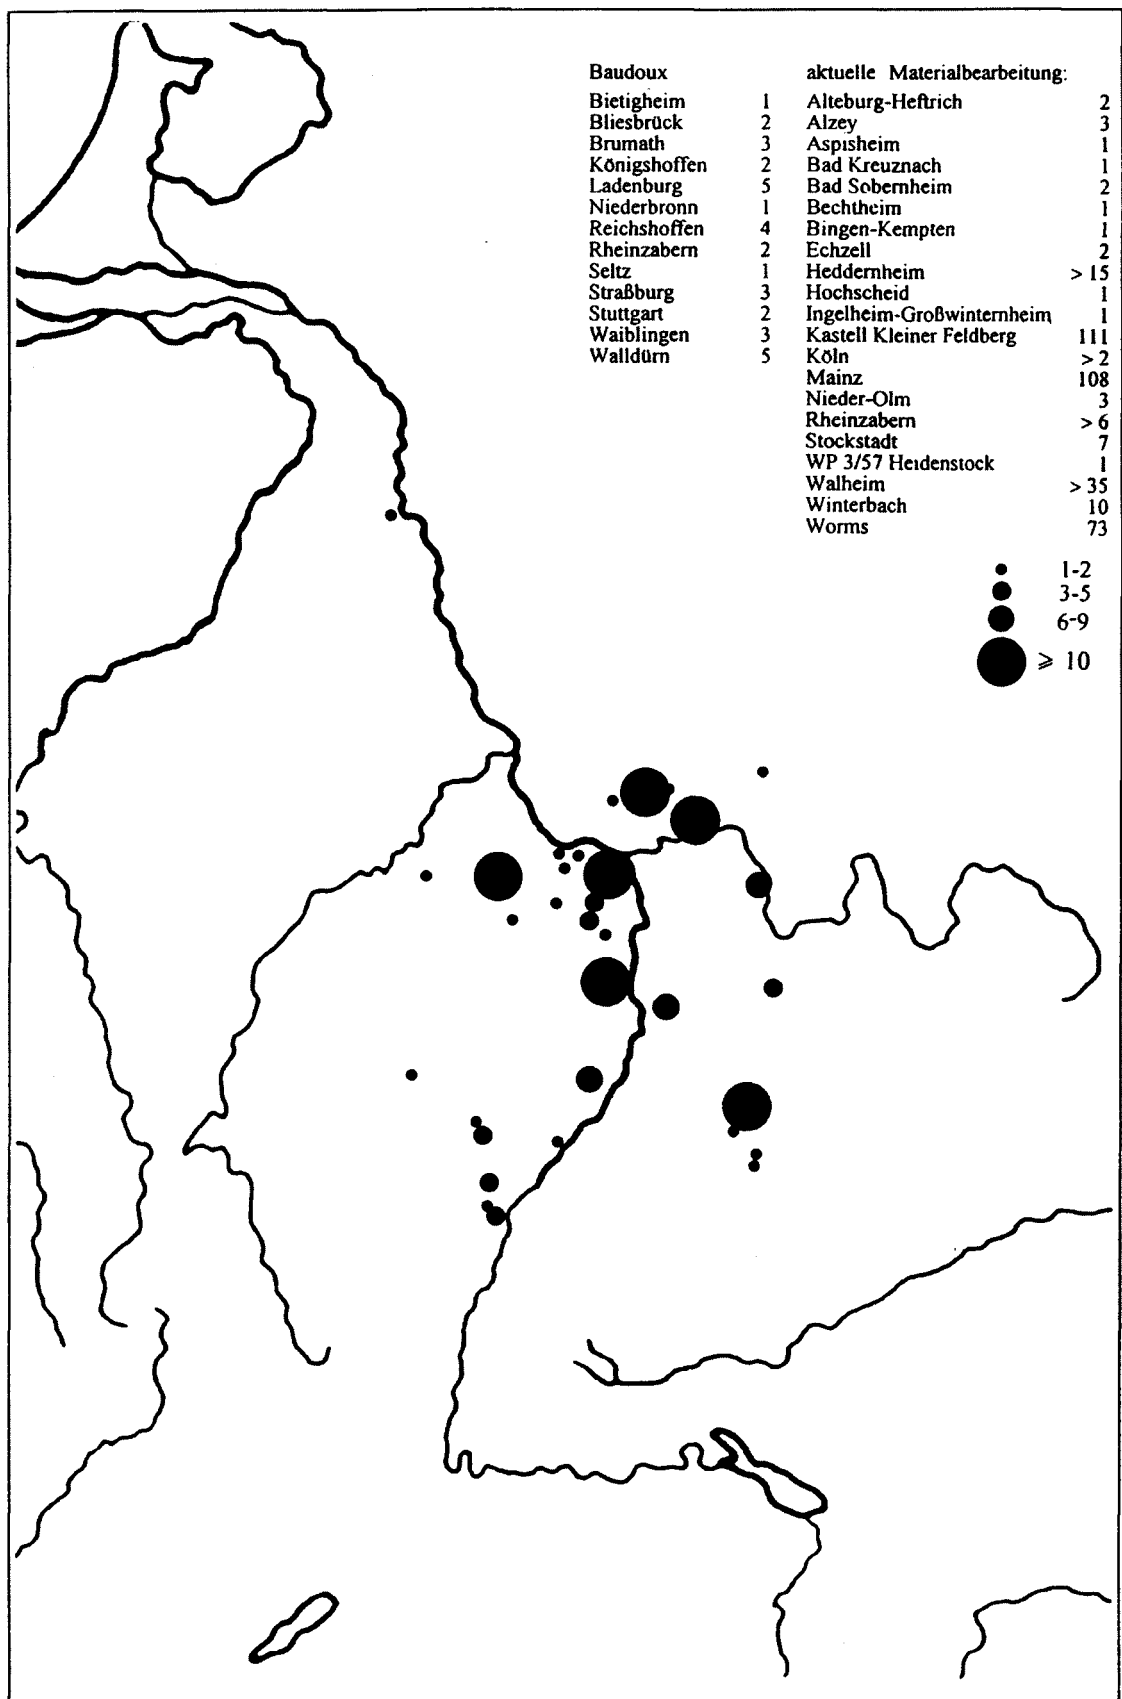 Baudoux
Bietigheim 1
Bliesbrück 2
Brumath 3
Königshoffen 2
Ladenburg 5
Niederbronn 1
Reichshoffen 4
Rheinzabern 2
Seltz 1
Straßburg 3
Stuttgart 2
Waiblingen 3
Walldürn 5
aktuelle Materialbearbeitung:
Alteburg-Heftrich 2
Alzey 3
Aspisheim 1
Bad Kreuznach 1
Bad Sobernheim 2
Bechtheim 1
Bingen-Kempten 1
Echzell 2
Heddernheim > 15
Hochscheid 1
Ingelheim-Großwinternheim 1
Kastell Kleiner Feldberg 111
Köln > 2
Mainz 108
Nieder-Olm 3
Rheinzabern > 6
Stockstadt 7
WP 3/57 Heidenstock 1
Walheim > 35
Winterbach 10
Worms 73
1-2
3-5
6-9
⩾ 10